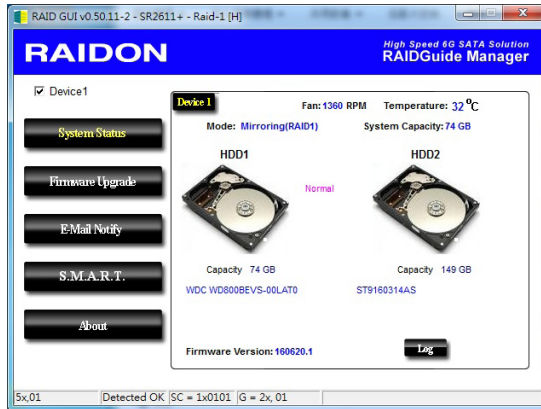 RAID GUI v0.50.11-2 - SR2611+ - Raid-1 [H]
RAIDON
High Speed 6G SATA Solution
RAIDGuide Manager
Device1
Device 1
Fan: 1360 RPM Temperature: 32 °C
System Status
Mode: Mirroring(RAID1) System Capacity: 74 GB
HDD1 HDD2
Firmware Upgrade
Normal
E-Mail Notify
S.M.A.R.T.
Capacity 74 GB Capacity 149 GB
WDC WD800BEVS-00LAT0 ST9160314AS
About
Firmware Version: 160620.1 Log
5x,01 Detected OK SC = 1x0101 G = 2x, 01